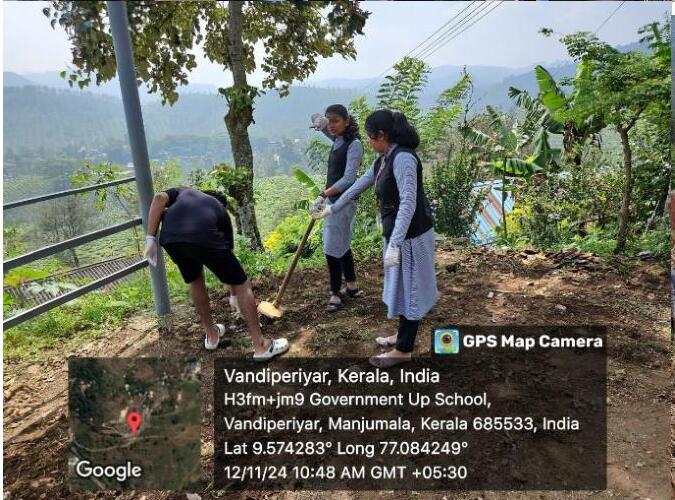 GPS Map Camera
Vandiperiyar, Kerala, India
H3fm+jm9 Government Up School,
Vandiperiyar, Manjumala, Kerala 685533, India
Lat 9.574283° Long 77.084249°
12/11/24 10:48 AM GMT +05:30
Google